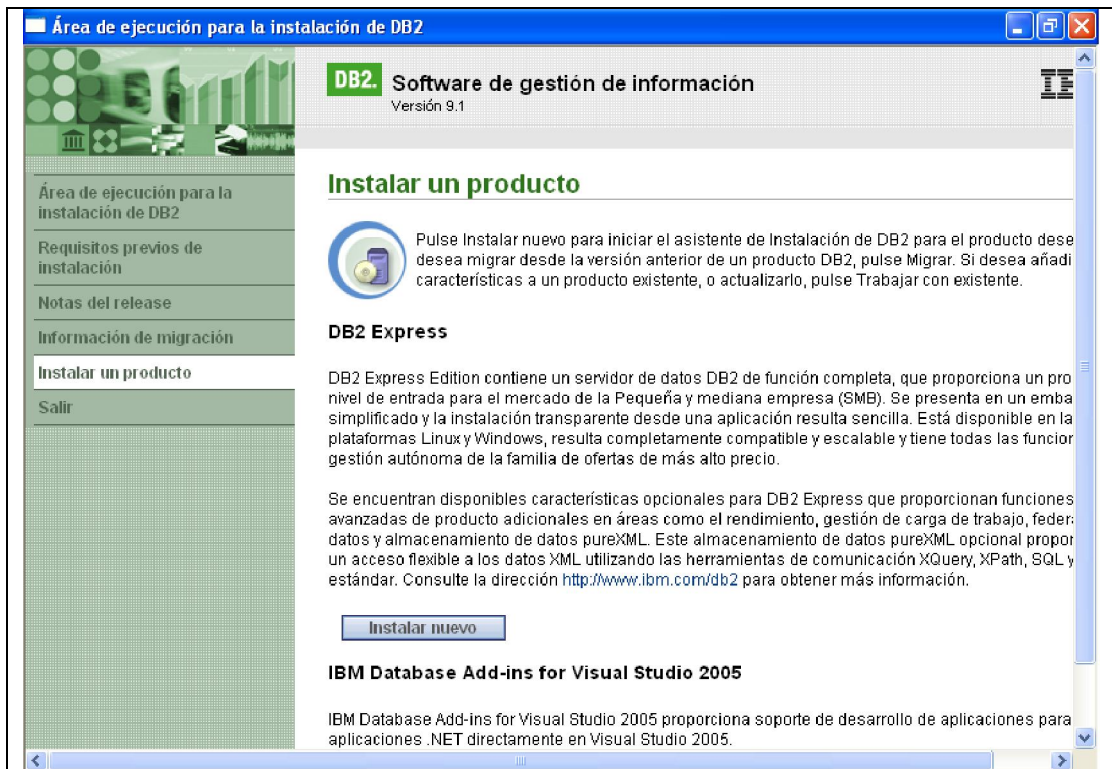 Área de ejecución para la instalación de DB2
DB2. Software de gestión de información
Versión 9.1
Área de ejecución para la
instalación de DB2
Requisitos previos de
instalación
Notas del release
Información de migración
Instalar un producto
Salir
Instalar un producto
Pulse Instalar nuevo para iniciar el asistente de Instalación de DB2 para el producto dese
desea migrar desde la versión anterior de un producto DB2, pulse Migrar. Si desea añadi
características a un producto existente, o actualizarlo, pulse Trabajar con existente.
DB2 Express
DB2 Express Edition contiene un servidor de datos DB2 de función completa, que proporciona un pro
nivel de entrada para el mercado de la Pequeña y mediana empresa (SMB). Se presenta en un emba
simplificado y la instalación transparente desde una aplicación resulta sencilla. Está disponible en la
plataformas Linux y Windows, resulta completamente compatible y escalable y tiene todas las funcior
gestión autónoma de la familia de ofertas de más alto precio.
Se encuentran disponibles características opcionales para DB2 Express que proporcionan funciones
avanzadas de producto adicionales en áreas como el rendimiento, gestión de carga de trabajo, feder
datos y almacenamiento de datos pureXML. Este almacenamiento de datos pureXML opcional propor
un acceso flexible a los datos XML utilizando las herramientas de comunicación XQuery, XPath, SQL y
estándar. Consulte la dirección http://www.ibm.com/db2 para obtener más información.
Instalar nuevo
IBM Database Add-ins for Visual Studio 2005
IBM Database Add-ins for Visual Studio 2005 proporciona soporte de desarrollo de aplicaciones para
aplicaciones .NET directamente en Visual Studio 2005.